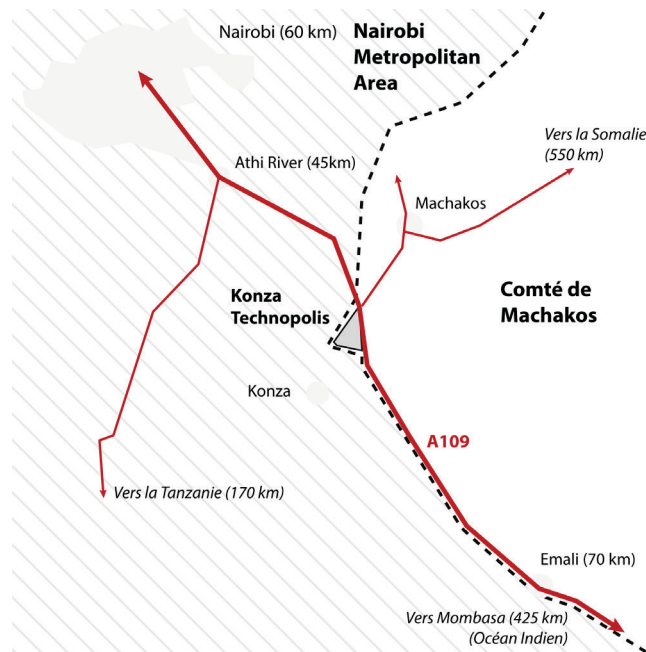 Nairobi (60 km)
Nairobi
Metropolitan
Area
Vers la Somalie
(550 km)
Athi River (45km)
Machakos
Konza
Technopolis
Comté de
Machakos
Konza
A109
Vers la Tanzanie (170 km)
Emali (70 km)
Vers Mombasa (425 km)
(Océan Indien)